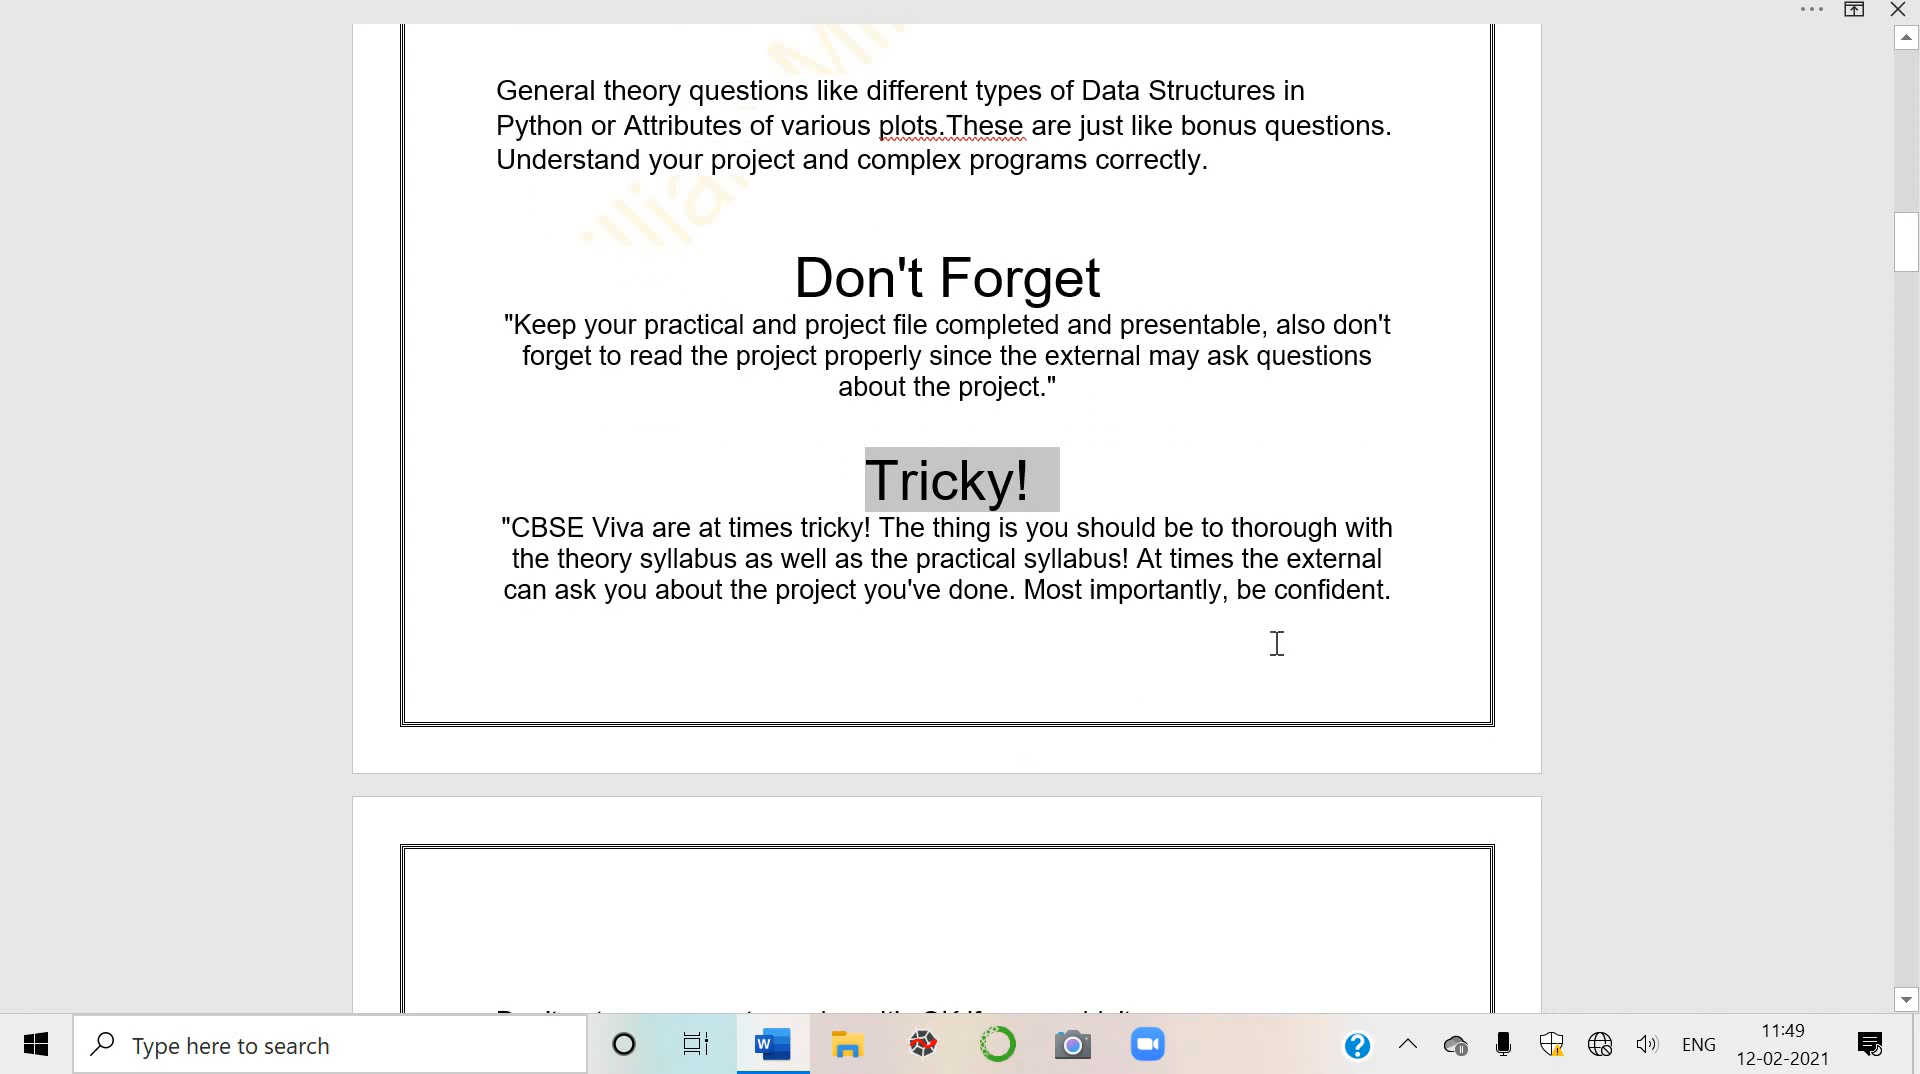 General theory questions like different types of Data Structures in
Python or Attributes of various plots.These are just like bonus questions.
Understand your project and complex programs correctly.
Don't Forget
"Keep your practical and project file completed and presentable, also don't
forget to read the project properly since the external may ask questions
about the project."
Tricky!
"CBSE Viva are at times tricky! The thing is you should be to thorough with
the theory syllabus as well as the practical syllabus! At times the external
can ask you about the project you've done. Most importantly, be confident.
Type here to search
ENG
11:49
12-02-2021